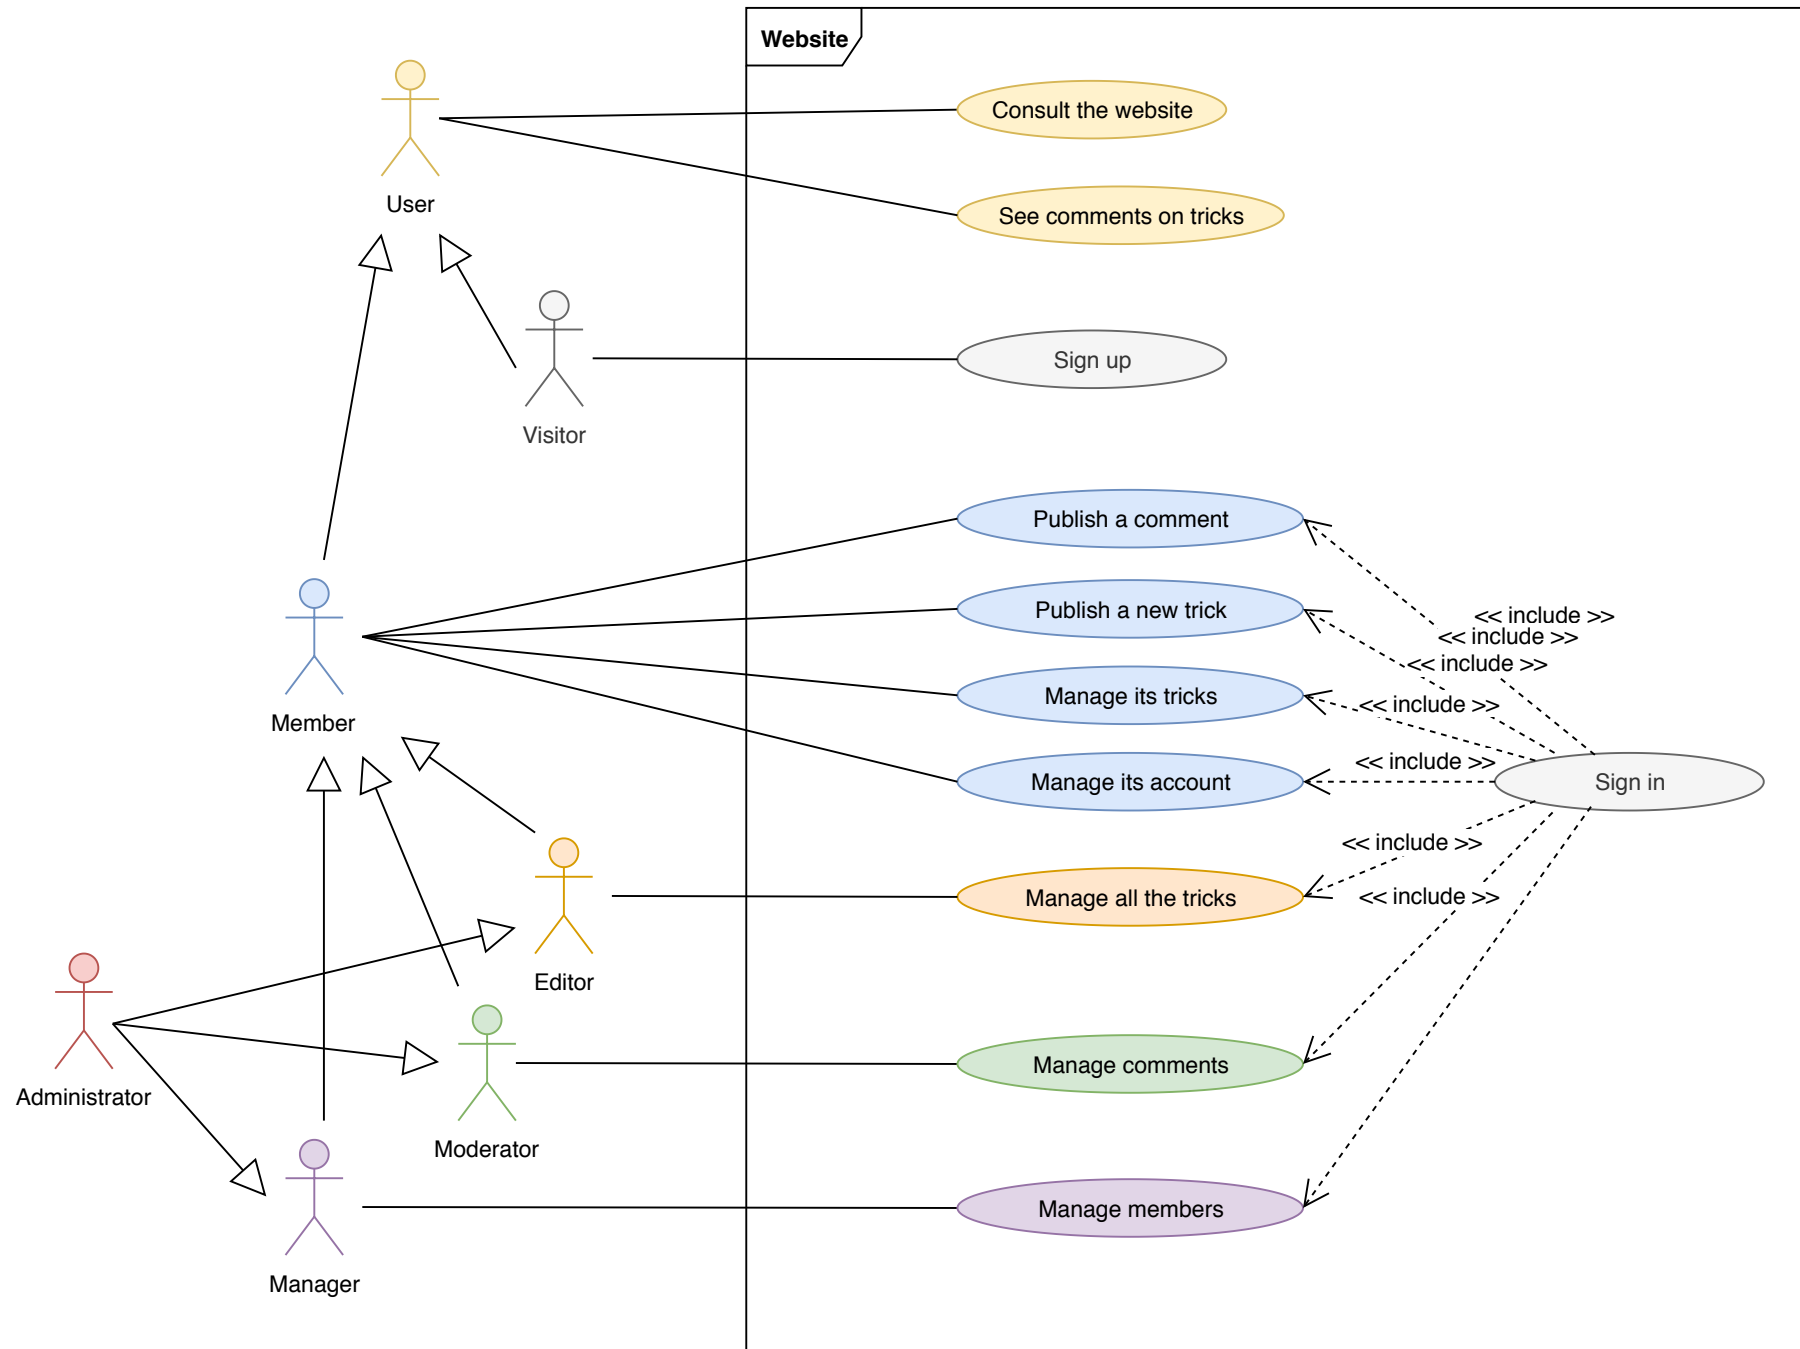 Website
Consult the website
User
See comments on tricks
Sign up
Visitor
Publish a comment
Publish a new trick
<< include >>
<< include >>
<< include >>
Manage its tricks
<< include >>
Member
<< include >>
Manage its account
Sign in
<< include >>
Manage all the tricks
<< include >>
Editor
Manage comments
Administrator
Moderator
Manage members
Manager